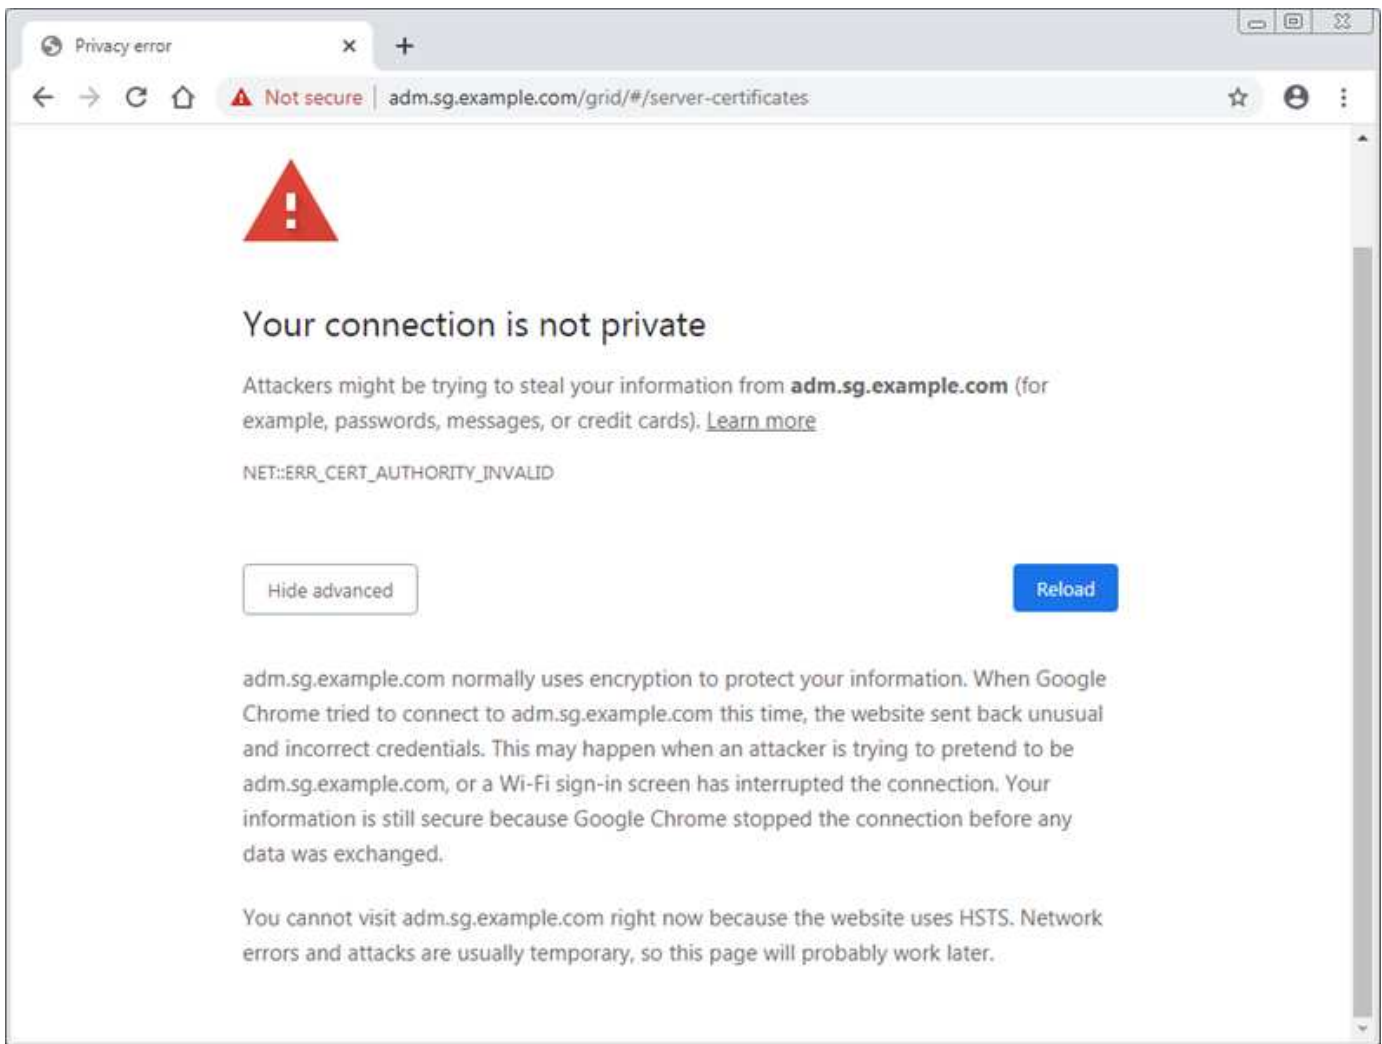 Privacy error
Not secure adm.sg.example.com/grid/#/server-certificates
Your connection is not private
Attackers might be trying to steal your information from adm.sg.example.com (for
example, passwords, messages, or credit cards). Learn more
NET::ERR_CERT_AUTHORITY_INVALID
Hide advanced
Reload
adm.sg.example.com normally uses encryption to protect your information. When Google
Chrome tried to connect to adm.sg.example.com this time, the website sent back unusual
and incorrect credentials. This may happen when an attacker is trying to pretend to be
adm.sg.example.com, or a Wi-Fi sign-in screen has interrupted the connection. Your
information is still secure because Google Chrome stopped the connection before any
data was exchanged.
You cannot visit adm.sg.example.com right now because the website uses HSTS. Network
errors and attacks are usually temporary, so this page will probably work later.